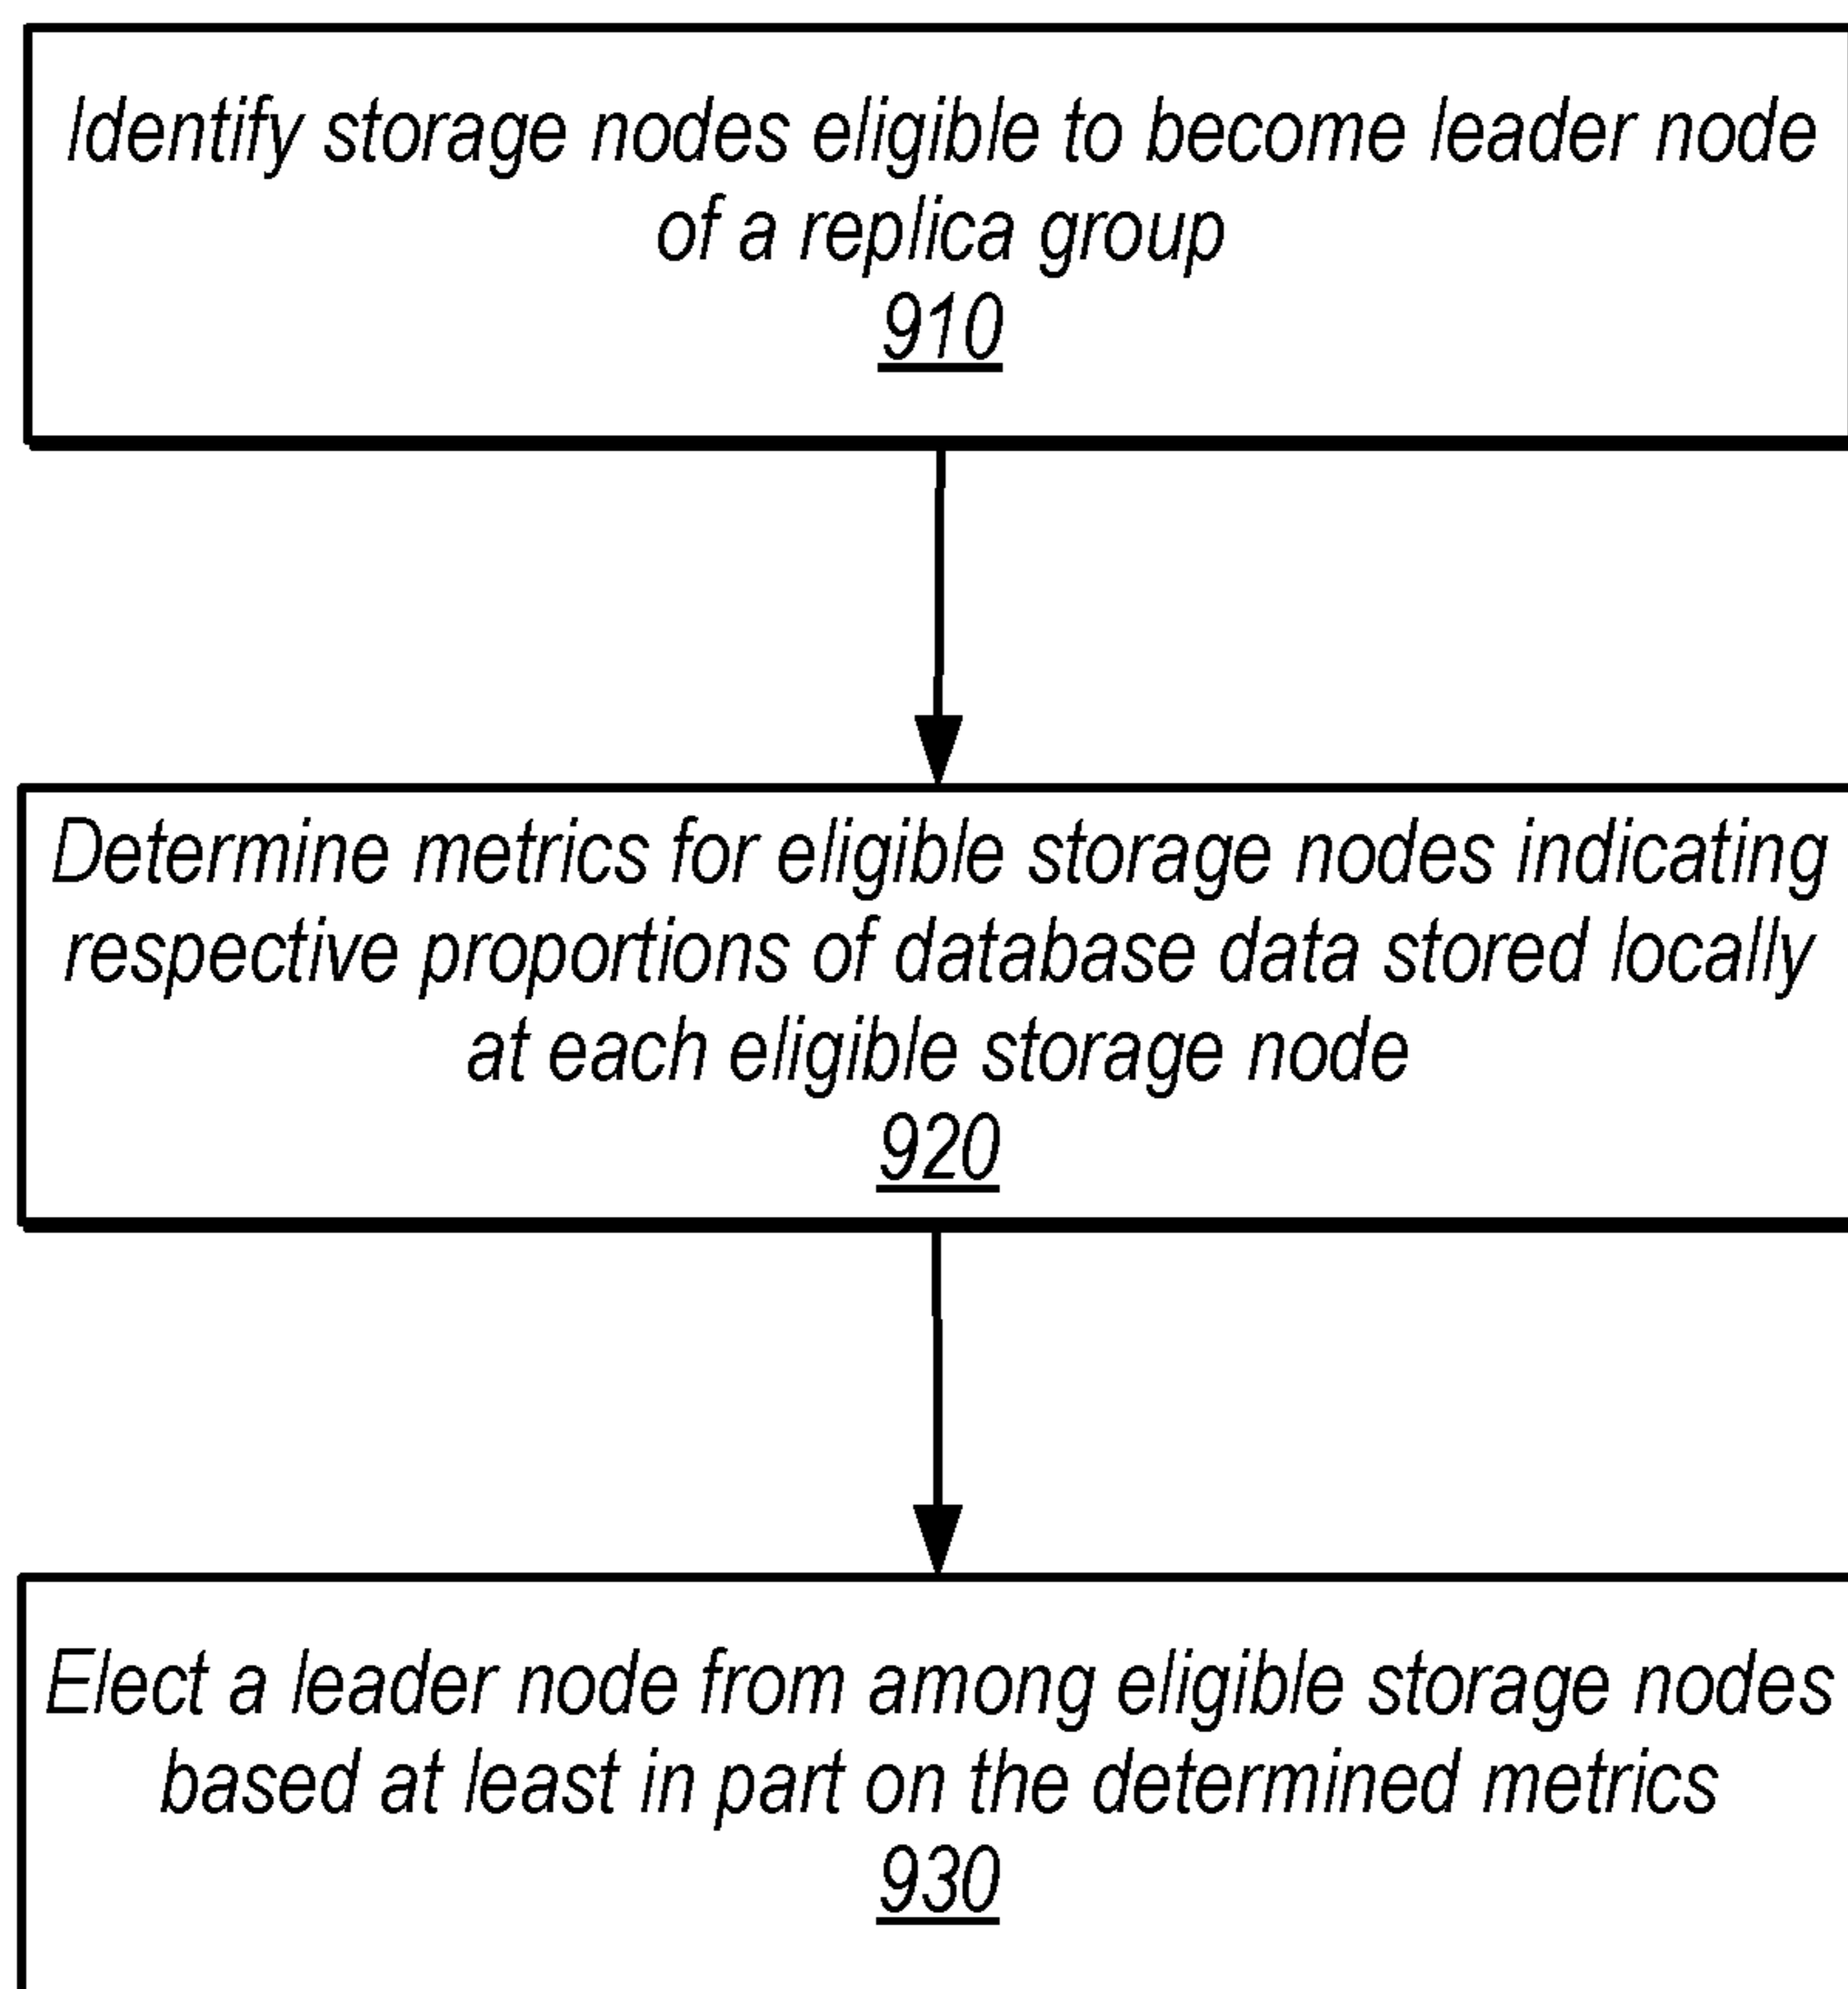 Identify storage nodes eligible to become leader node
of a replica group
910
Determine metrics for eligible storage nodes indicating
respective proportions of database data stored locally
at each eligible storage node
920
Elect a leader node from among eligible storage nodes
based at least in part on the determined metrics
930